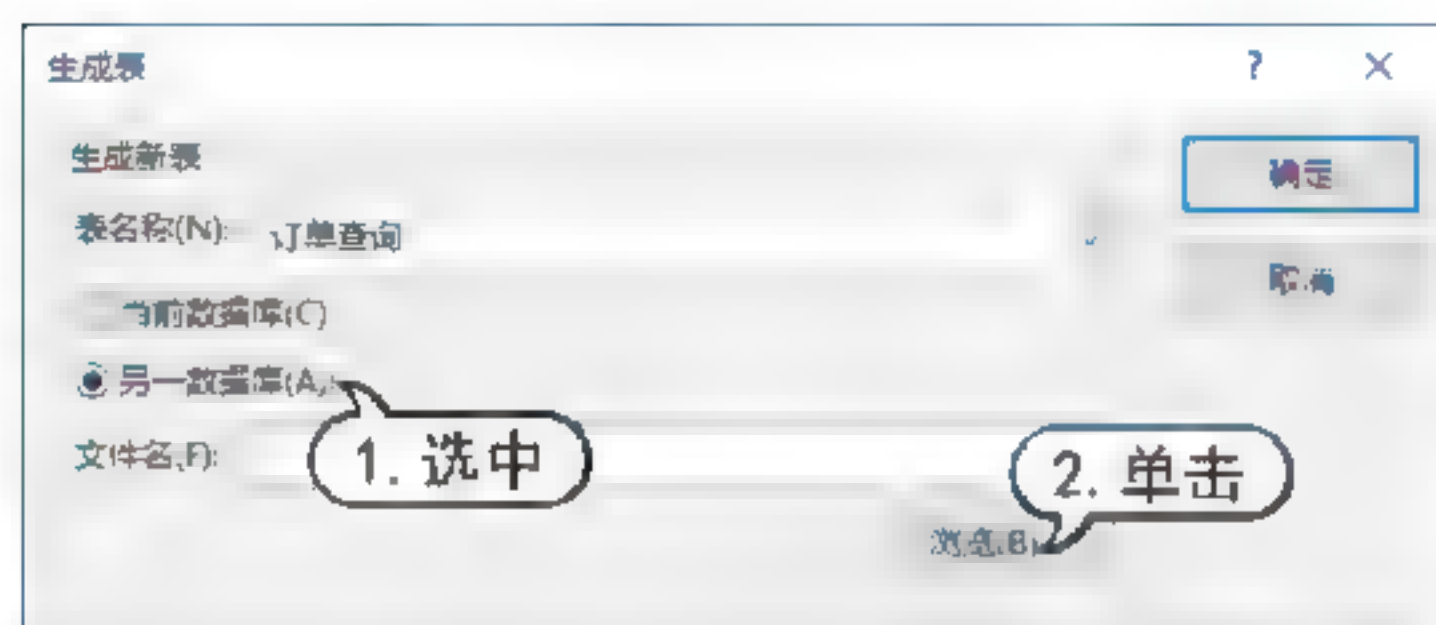 生成表
? ×
生成新表
确定
表名称(N): 订单查询
取消
当前数据库(C)
另一数据库(A):
1. 选中
文件名(F):
2. 单击
浏览(B)